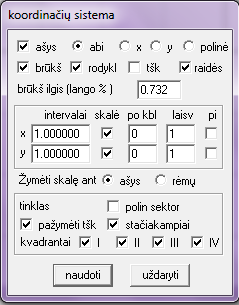 koordinačių sistema
ašys abi x y polinė
brūkš rodykl tšk raidės
brūkš ilgis (lango % ) 0.732
intervalai skalė po kbl laisv pi
x 1.000000 0 1
y 1.000000 0 1
Žymėti skalę ant ašys rėmų
tinklas polin sektor
pažymėti tšk stačiakampiai
kvadrantai I II III IV
naudoti uždaryti